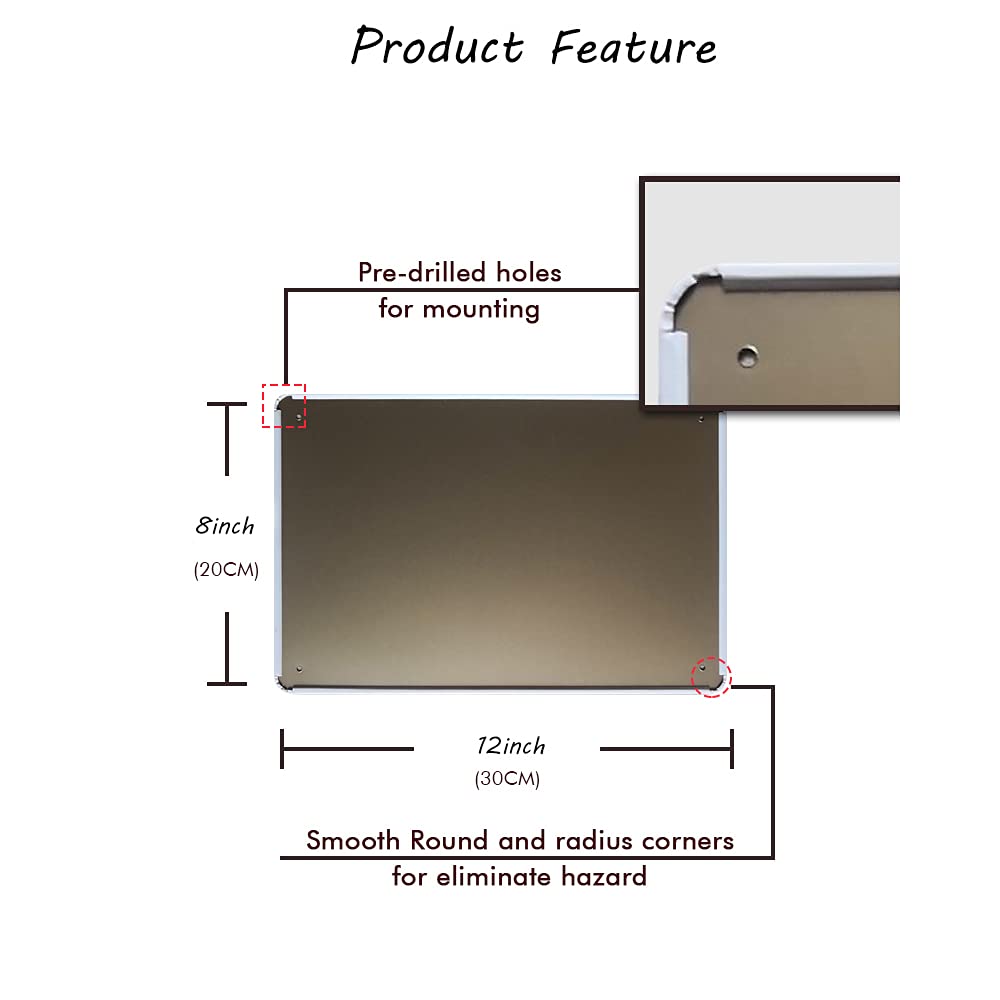 Product Feature
Pre-drilled holes
for mounting
8inch
(20CM)
12inch
(30CM)
Smooth Round and radius corners
for eliminate hazard